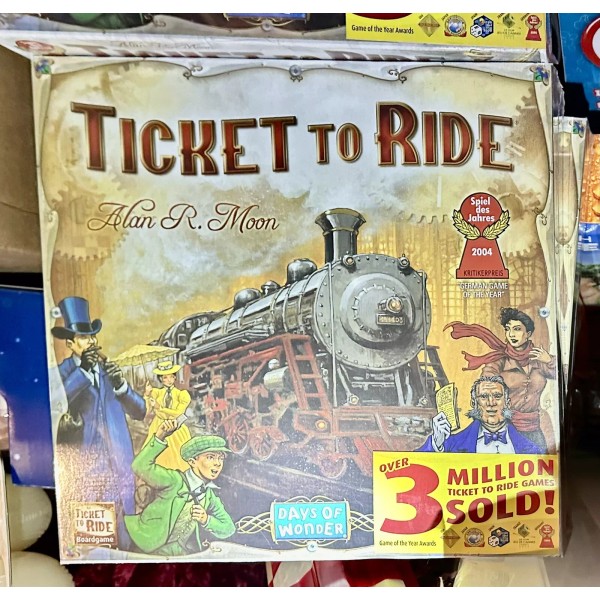 Game of the Year Awards
TICKET TO RIDE
Alan R. Moon
Spiel
des
Jahres
2004
KRITIKERPREIS
"GERMAN GAME
OF THE YEAR"
TICKET
TO RIDE
Boardgame
DAYS OF
WONDER
OVER
3 MILLION
TICKET TO RIDE GAMES
SOLD!
Game of the Year Awards